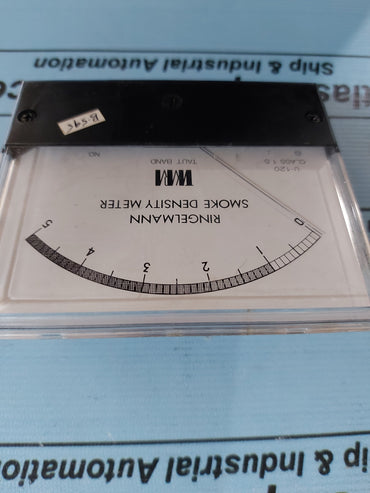 ip & Industrial Automation
0 1 2 3 4 5
RINGELMANN
SMOKE DENSITY METER
U-120
CLASS 1.5 TAUT BAND NO
Ship & Industrial Automation